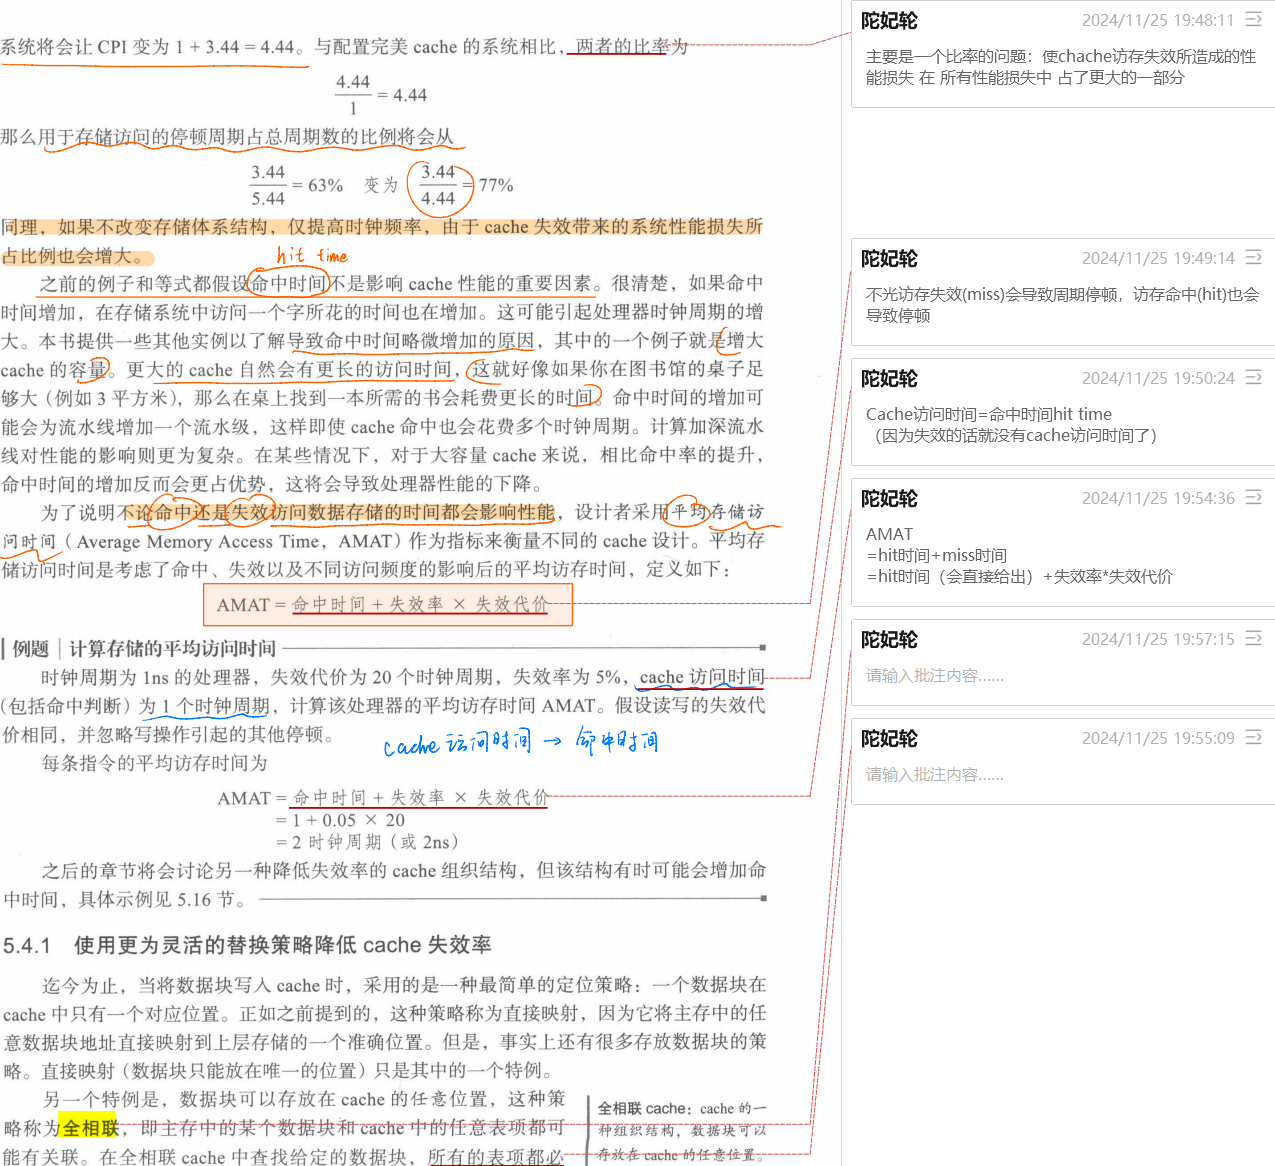 系统将会让 CPI 变为 1 + 3.44 = 4.44。与配置完美 cache 的系统相比，两者的比率为
4.44
1
= 4.44
那么用于存储访问的停顿周期占总周期数的比例将会从
3.44
5.44
= 63%
变为
3.44
4.44
= 77%
同理，如果不改变存储体系结构，仅提高时钟频率，由于 cache 失效带来的系统性能损失所
占比例也会增大。
hit time
之前的例子和等式都假设命中时间不是影响 cache 性能的重要因素。很清楚，如果命中
时间增加，在存储系统中访问一个字所花的时间也在增加。这可能引起处理器时钟周期的增
大。本书提供一些其他实例以了解导致命中时间略微增加的原因，其中的一个例子就是增大
cache 的容量。更大的 cache 自然会有更长的访问时间，这就好像如果你在图书馆的桌子足
够大（例如 3 平方米），那么在桌上找到一本所需的书会耗费更长的时间。命中时间的增加可
能会为流水线增加一个流水级，这样即使 cache 命中也会花费多个时钟周期。计算加深流水
线对性能的影响则更为复杂。在某些情况下，对于大容量 cache 来说，相比命中率的提升，
命中时间的增加反而会更占优势，这将会导致处理器性能的下降。
为了说明不论命中还是失效访问数据存储的时间都会影响性能，设计者采用平均存储访
问时间（Average Memory Access Time，AMAT）作为指标来衡量不同的 cache 设计。平均存
储访问时间是考虑了命中、失效以及不同访问频度的影响后的平均访存时间，定义如下：
AMAT = 命中时间 + 失效率 × 失效代价
例题 计算存储的平均访问时间
时钟周期为 1ns 的处理器，失效代价为 20 个时钟周期，失效率为 5%，cache 访问时间
（包括命中判断）为 1 个时钟周期，计算该处理器的平均访存时间 AMAT。假设读写的失效代
价相同，并忽略写操作引起的其他停顿。
cache 访问时间 → 命中时间
每条指令的平均访存时间为
AMAT = 命中时间 + 失效率 × 失效代价
= 1 + 0.05 × 20
= 2 时钟周期（或 2ns）
之后的章节将会讨论另一种降低失效率的 cache 组织结构，但该结构有时可能会增加命
中时间，具体示例见 5.16 节。
5.4.1 使用更为灵活的替换策略降低 cache 失效率
迄今为止，当将数据块写入 cache 时，采用的是一种最简单的定位策略：一个数据块在
cache 中只有一个对应位置。正如之前提到的，这种策略称为直接映射，因为它将主存中的任
意数据块地址直接映射到上层存储的一个准确位置。但是，事实上还有很多存放数据块的策
略。直接映射（数据块只能放在唯一的位置）只是其中的一个特例。
另一个特例是，数据块可以存放在 cache 的任意位置，这种策
略称为全相联，即主存中的某个数据块和 cache 中的任意表项都可
能有关联。在全相联 cache 中查找给定的数据块，所有的表项都必
全相联 cache：cache 的一
种组织结构，数据块可以
存放在 cache 的任意位置。
陀妃轮 2024/11/25 19:48:11
主要是一个比率的问题：使chache访存失效所造成的性
能损失 在 所有性能损失中 占了更大的一部分
陀妃轮 2024/11/25 19:49:14
不光访存失效(miss)会导致周期停顿，访存命中(hit)也会
导致停顿
陀妃轮 2024/11/25 19:50:24
Cache访问时间=命中时间hit time
（因为失效的话就没有cache访问时间了）
陀妃轮 2024/11/25 19:54:36
AMAT
=hit时间+miss时间
=hit时间（会直接给出）+失效率*失效代价
陀妃轮 2024/11/25 19:57:15
请输入批注内容......
陀妃轮 2024/11/25 19:55:09
请输入批注内容......